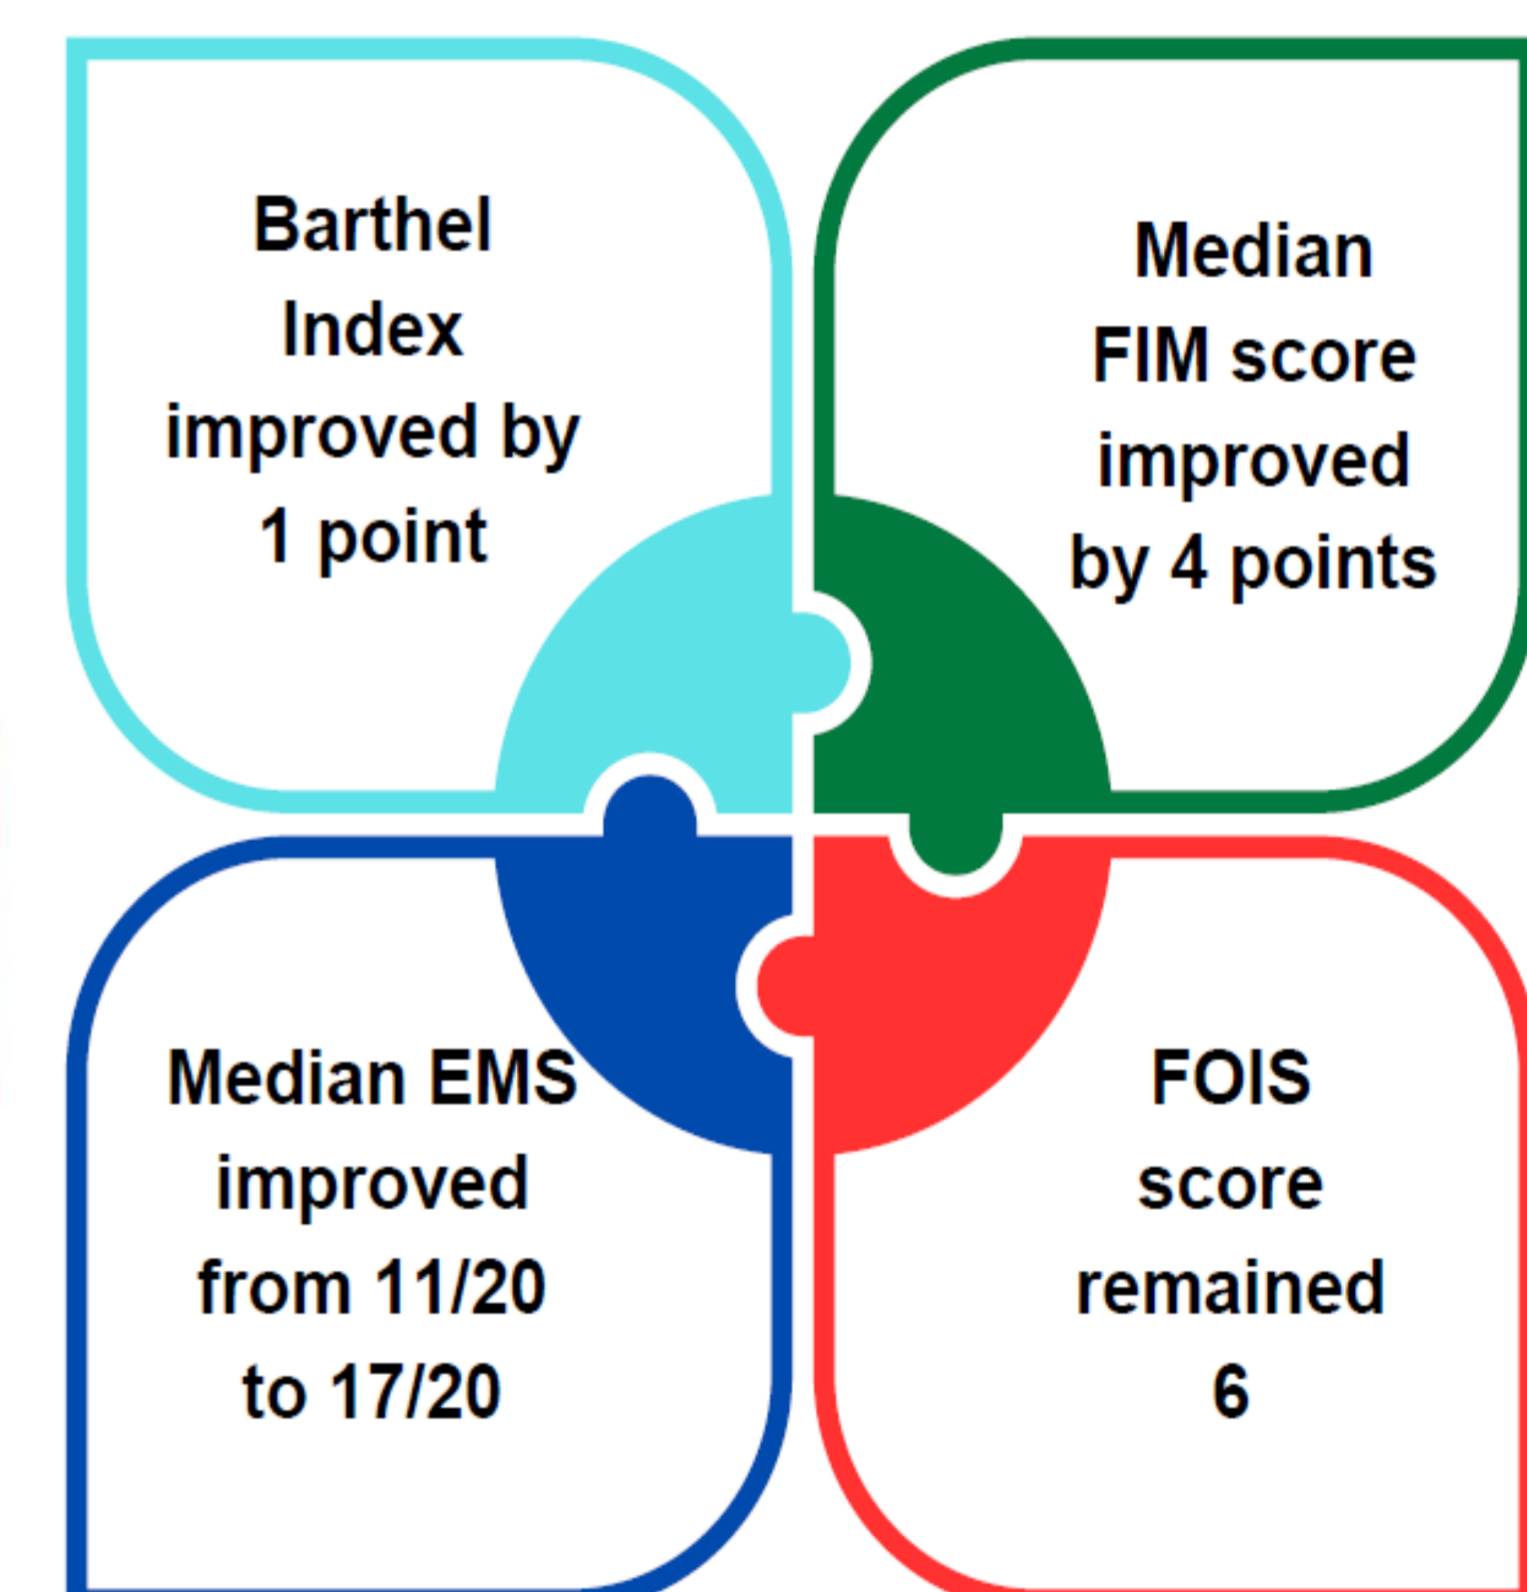 Barthel
Index
improved by
1 point
Median
FIM score
improved
by 4 points
Median EMS
improved
from 11/20
to 17/20
FOIS
score
remained
6